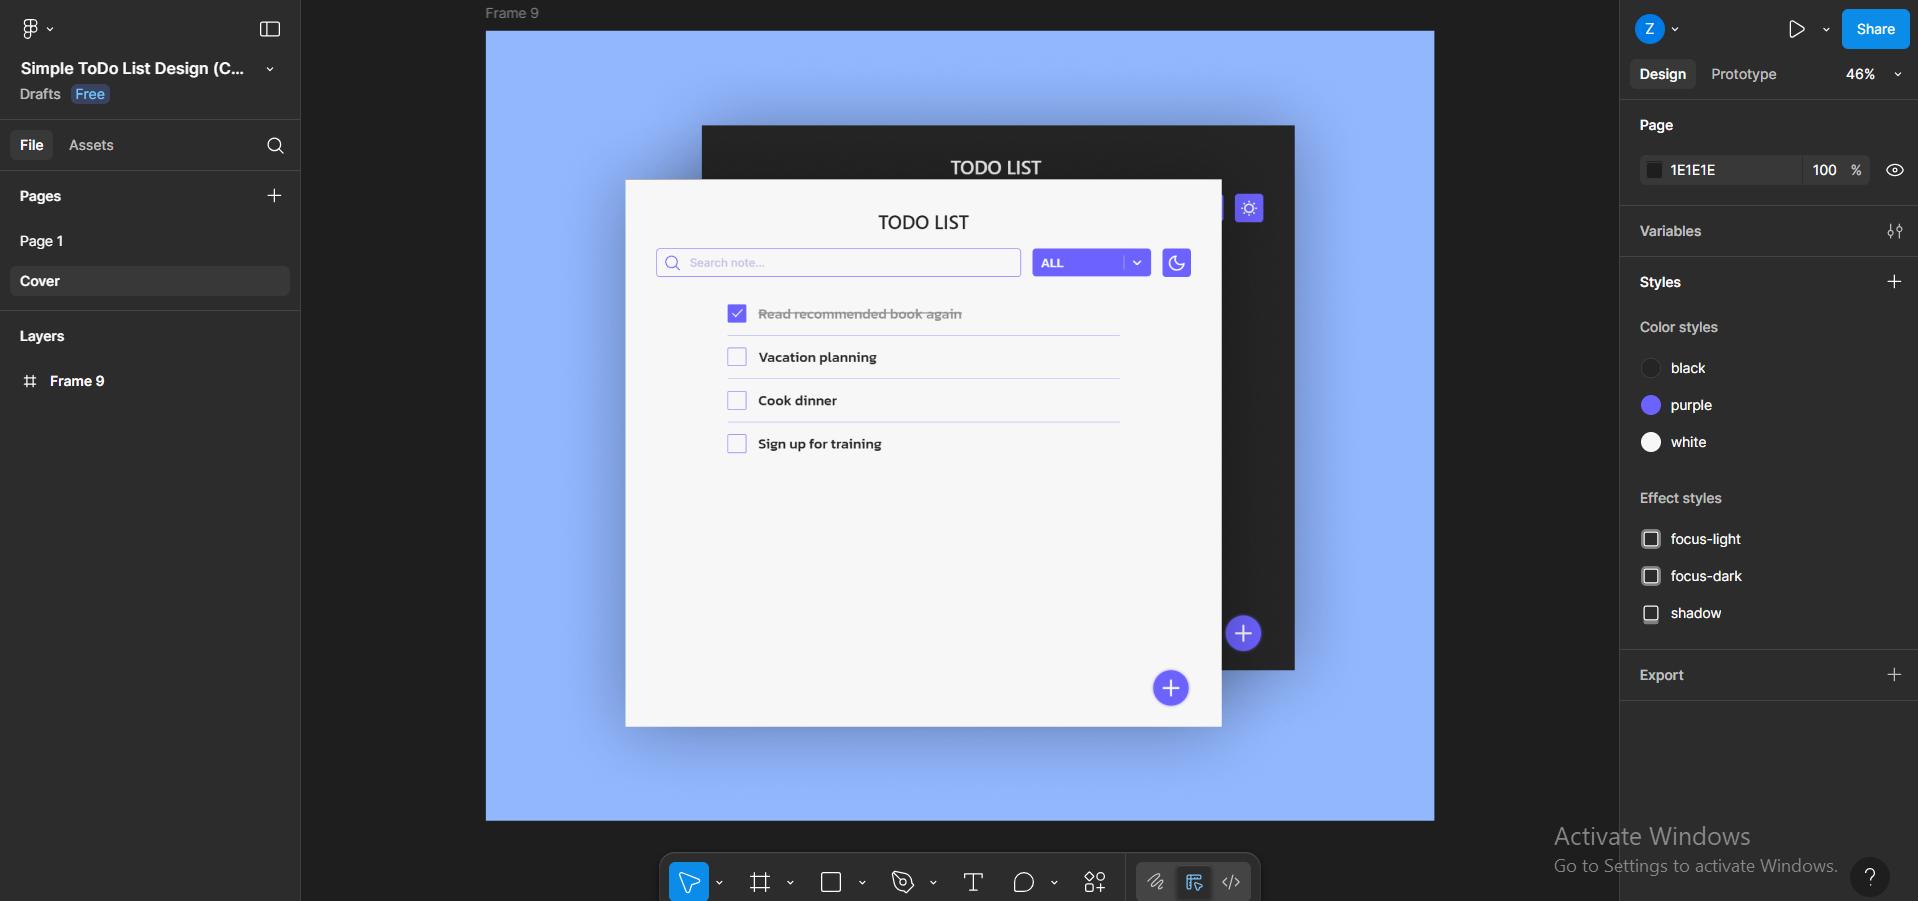 Simple ToDo List Design (C...
Drafts Free
File Assets
Pages
Page 1
Cover
Layers
Frame 9
Frame 9
TODO LIST
TODO LIST
Search note...
ALL
Read recommended book again
Vacation planning
Cook dinner
Sign up for training
Z
Share
Design Prototype 46%
Page
1E1E1E 100 %
Variables
Styles
Color styles
black
purple
white
Effect styles
focus-light
focus-dark
shadow
Export
Activate Windows
Go to Settings to activate Windows.
?